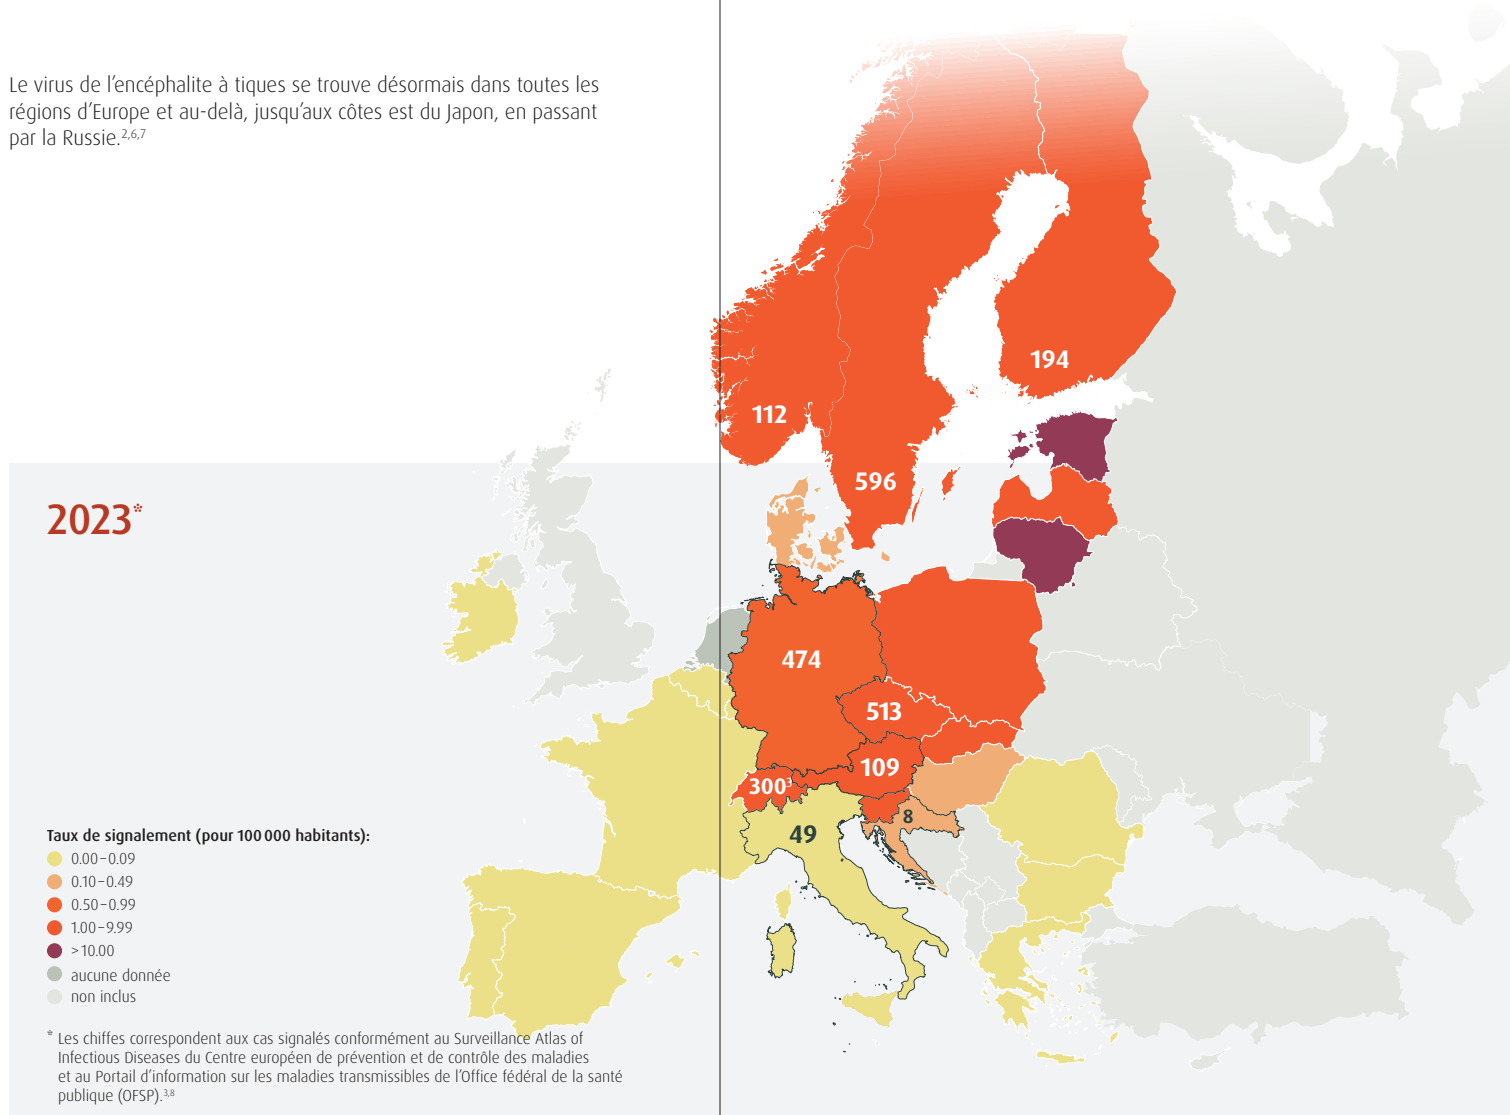 Le virus de l’encéphalite à tiques se trouve désormais dans toutes les
régions d’Europe et au-delà, jusqu’aux côtes est du Japon, en passant
par la Russie.2,6,7
194
112
596
2023*
474
513
109
3003
8
49
Taux de signalement (pour 100 000 habitants):
0.00–0.09
0.10–0.49
0.50–0.99
1.00–9.99
>10.00
aucune donnée
non inclus
* Les chiffes correspondent aux cas signalés conformément au Surveillance Atlas of
Infectious Diseases du Centre européen de prévention et de contrôle des maladies
et au Portail d’information sur les maladies transmissibles de l’Office fédéral de la santé
publique (OFSP).3,8